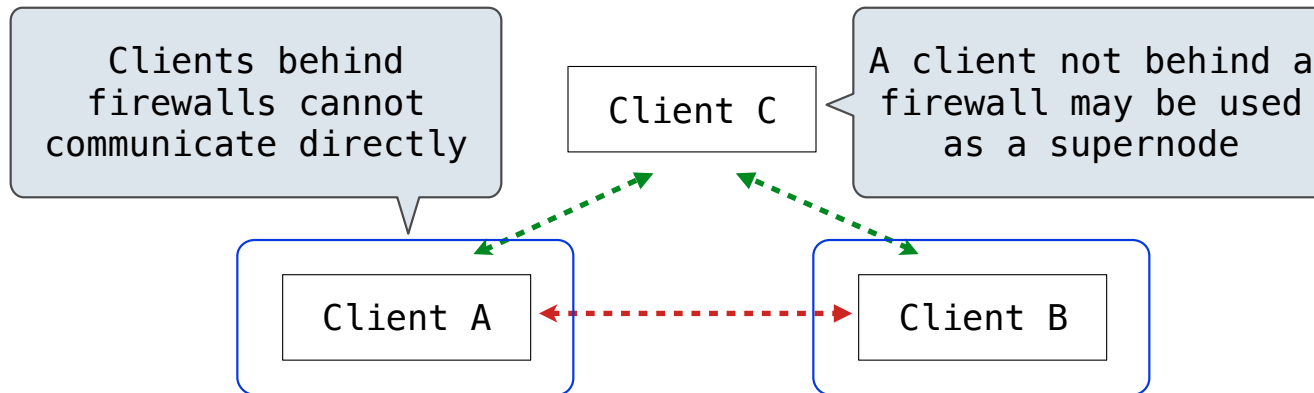 Clients behind
firewalls cannot
communicate directly
Client C
A client not behind a
firewall may be used
as a supernode
Client A
Client B